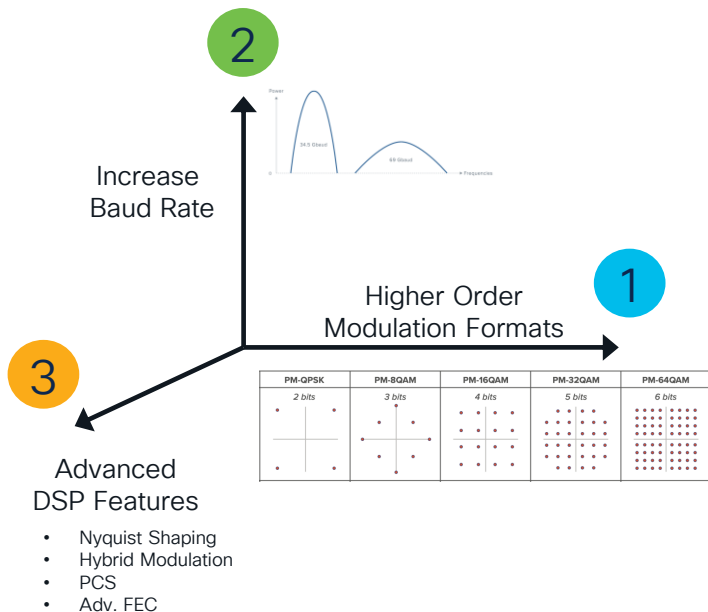 2
Power
34.5 Gbaud
69 Gbaud
0
Frequencies
Increase
Baud Rate
1
Higher Order
Modulation Formats
3
PM-QPSK PM-8QAM PM-16QAM PM-32QAM PM-64QAM
2 bits 3 bits 4 bits 5 bits 6 bits
Advanced
DSP Features
• Nyquist Shaping
• Hybrid Modulation
• PCS
• Adv. FEC